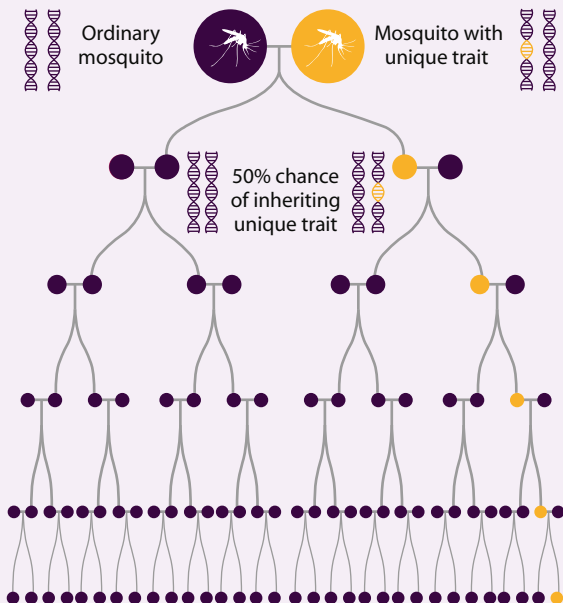 Ordinary
mosquito
Mosquito with
unique trait
50% chance
of inheriting
unique trait